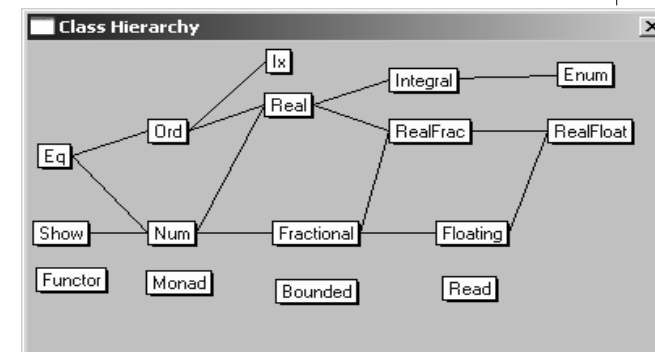 Class Hierarchy
Ix
Integral
Enum
Real
Ord
RealFrac
RealFloat
Eq
Show
Num
Fractional
Floating
Functor
Monad
Bounded
Read